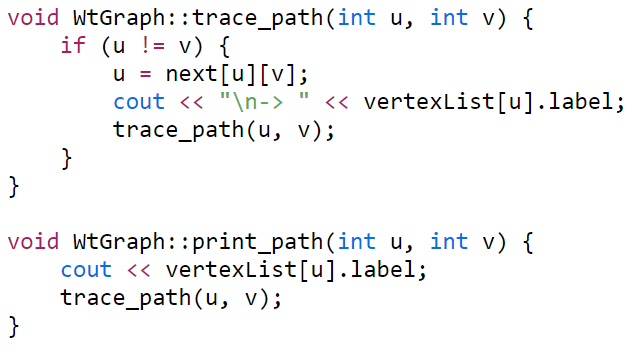 void WtGraph::trace_path(int u, int v) {
    if (u != v) {
        u = next[u][v];
        cout << "\n-> " << vertexList[u].label;
        trace_path(u, v);
    }
}

void WtGraph::print_path(int u, int v) {
    cout << vertexList[u].label;
    trace_path(u, v);
}